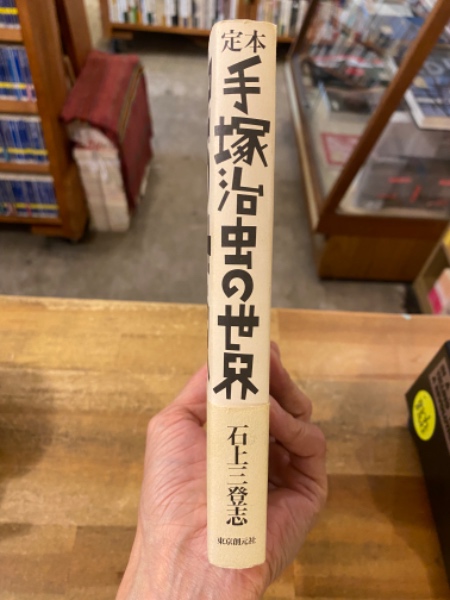 定本
手塚治虫の世界
石上三登志
東京創元社